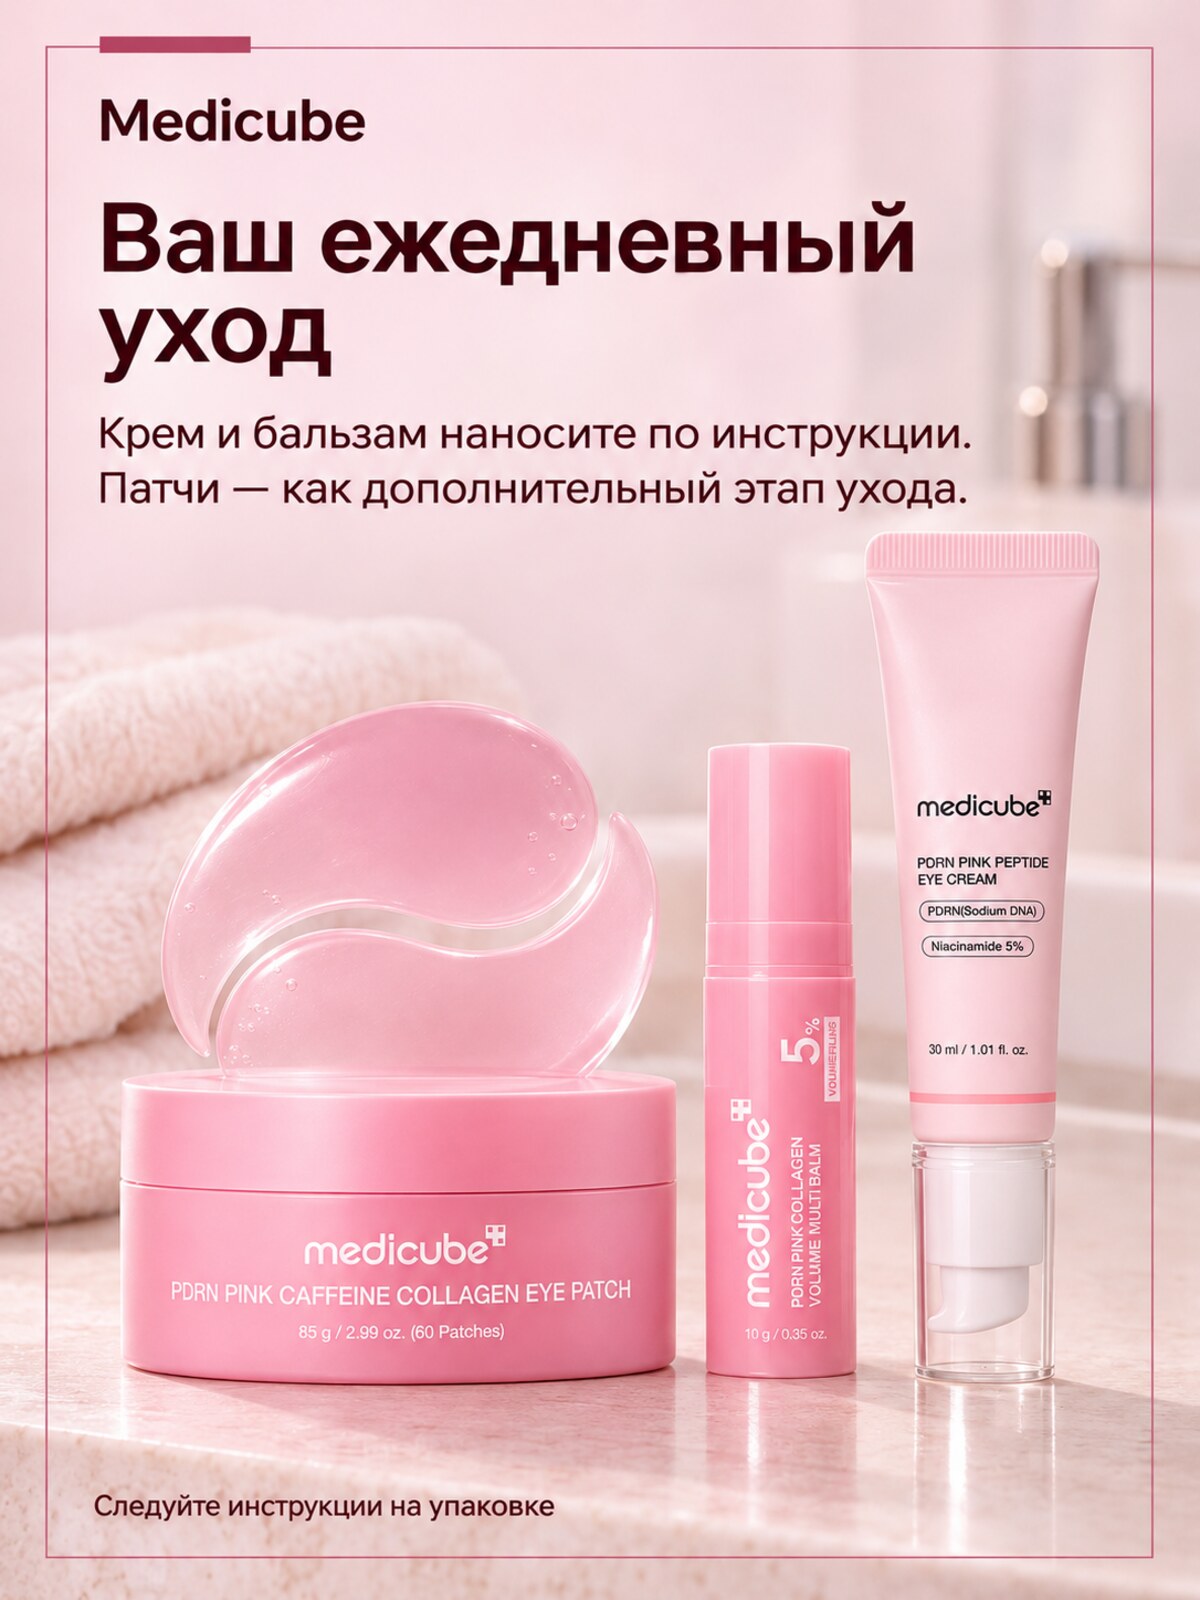 Medicube
Ваш ежедневный
уход
Крем и бальзам наносите по инструкции.
Патчи — как дополнительный этап ухода.
medicube
PDRN PINK PEPTIDE
EYE CREAM
PDRN(Sodium DNA)
Niacinamide 5%
30 ml / 1.01 fl. oz.
5%
medicube
PDRN PINK COLLAGEN
VOLUME MULTI BALM
10 g / 0.35 oz.
medicube
PDRN PINK CAFFEINE COLLAGEN EYE PATCH
85 g / 2.99 oz. (60 Patches)
Следуйте инструкции на упаковке